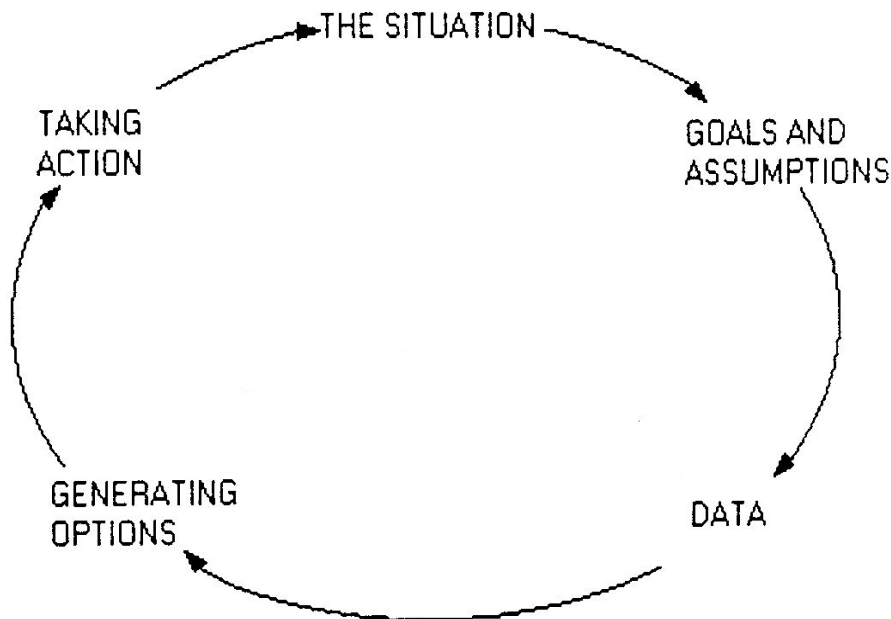 THE SITUATION
GOALS AND
ASSUMPTIONS
DATA
GENERATING
OPTIONS
TAKING
ACTION